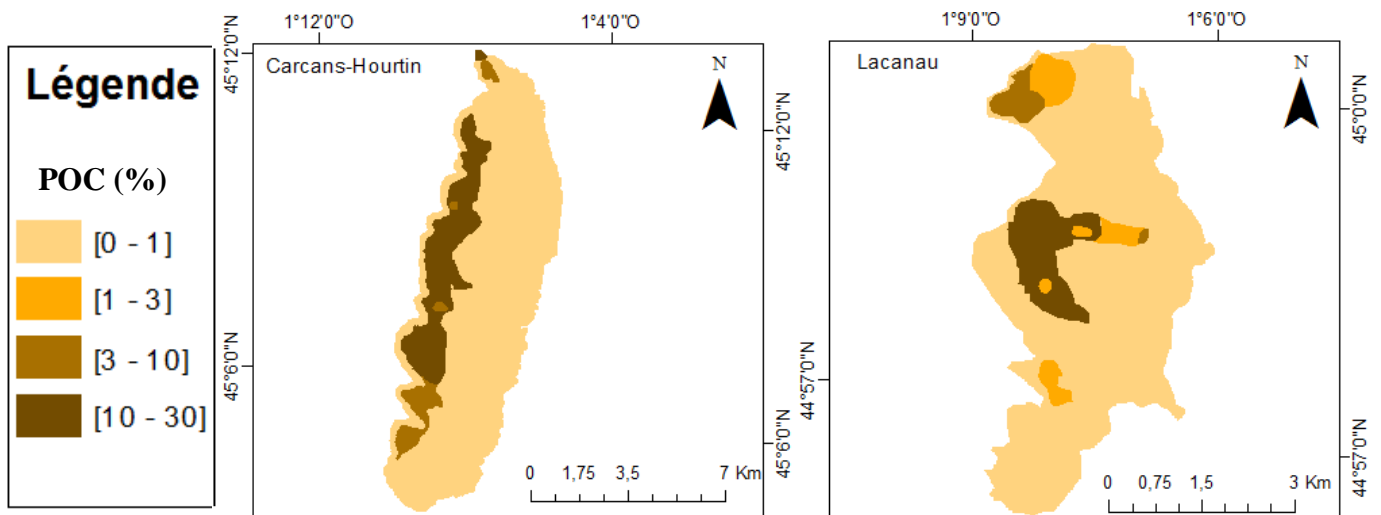 Légende
POC (%)
[0 - 1]
[1 - 3]
[3 - 10]
[10 - 30]
1°12'0"O
1°4'0"O
45°12'0"N
45°6'0"N
Carcans-Hourtin
N
45°12'0"N
45°6'0"N
0 1,75 3,5 7 Km
1°9'0"O
1°6'0"O
44°57'0"N
Lacanau
N
45°0'0"N
44°57'0"N
0 0,75 1,5 3 Km